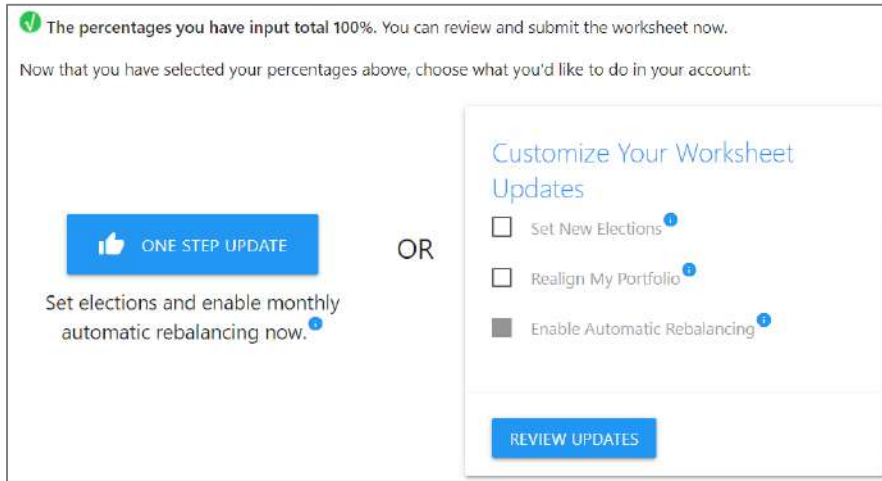 The percentages you have input total 100%. You can review and submit the worksheet now.
Now that you have selected your percentages above, choose what you'd like to do in your account:
ONE STEP UPDATE
Set elections and enable monthly
automatic rebalancing now.
OR
Customize Your Worksheet
Updates
Set New Elections
Realign My Portfolio
Enable Automatic Rebalancing
REVIEW UPDATES